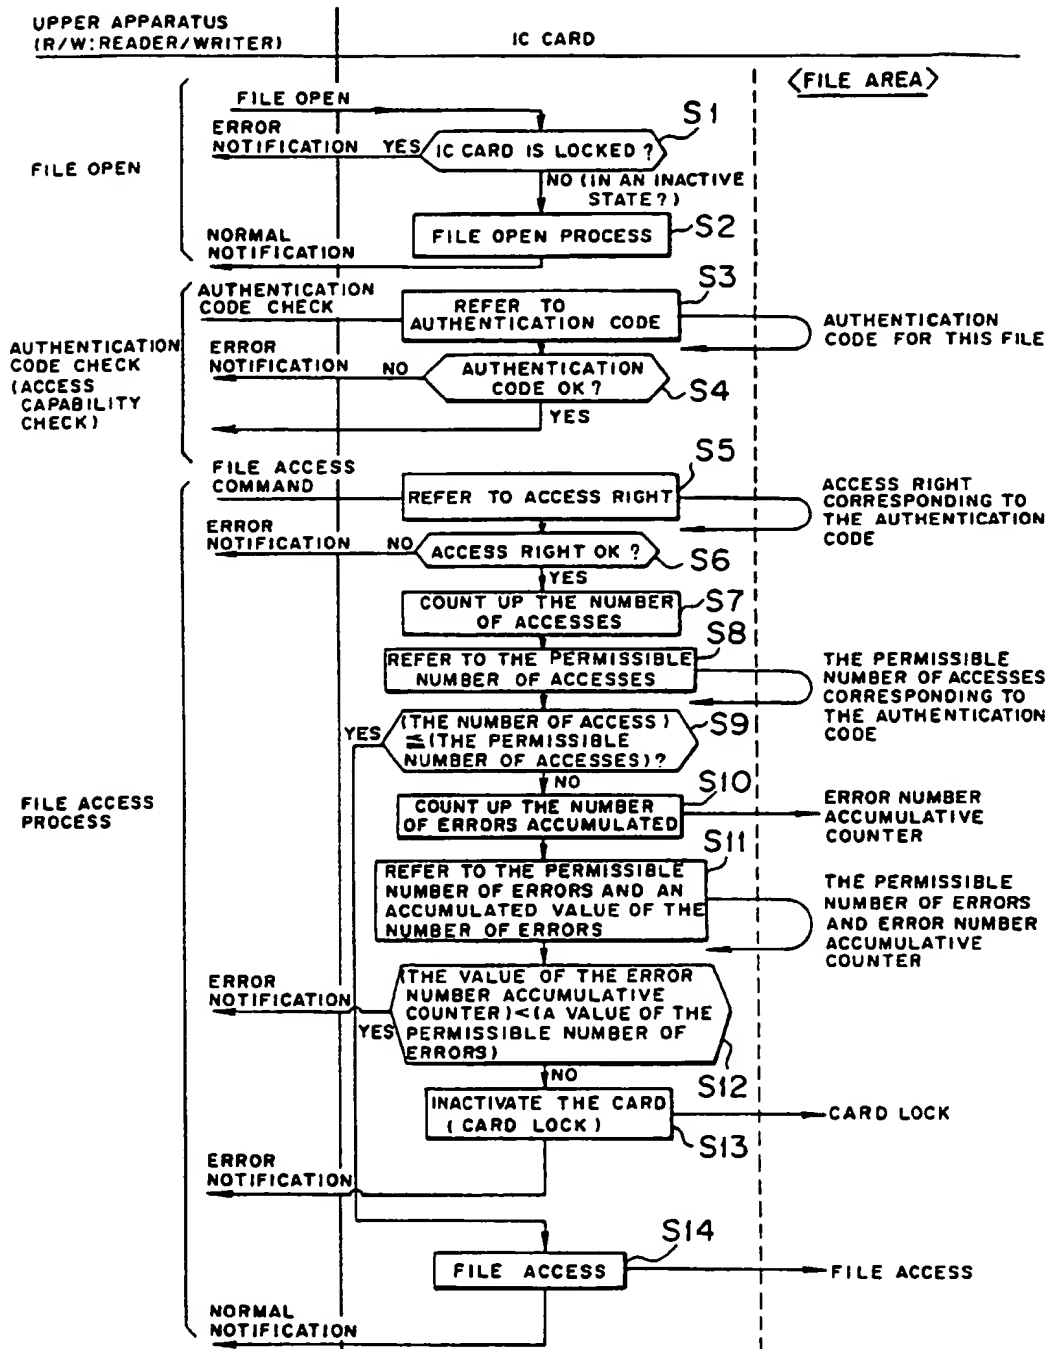 UPPER APPARATUS
(R/W:READER/WRITER)
IC CARD
<FILE AREA>
FILE OPEN
FILE OPEN
ERROR
NOTIFICATION
YES
IC CARD IS LOCKED ?
S1
NO (IN AN INACTIVE
STATE?)
FILE OPEN PROCESS
S2
NORMAL
NOTIFICATION
AUTHENTICATION
CODE CHECK
(ACCESS
CAPABILITY
CHECK)
AUTHENTICATION
CODE CHECK
REFER TO
AUTHENTICATION CODE
S3
AUTHENTICATION
CODE FOR THIS FILE
ERROR
NOTIFICATION
NO
AUTHENTICATION
CODE OK ?
S4
YES
FILE ACCESS
PROCESS
FILE ACCESS
COMMAND
REFER TO ACCESS RIGHT
S5
ACCESS RIGHT
CORRESPONDING TO
THE AUTHENTICATION
CODE
ERROR
NOTIFICATION
NO
ACCESS RIGHT OK ?
S6
YES
COUNT UP THE NUMBER
OF ACCESSES
S7
REFER TO THE PERMISSIBLE
NUMBER OF ACCESSES
S8
THE PERMISSIBLE
NUMBER OF ACCESSES
CORRESPONDING TO
THE AUTHENTICATION
CODE
YES
(THE NUMBER OF ACCESS)
≦(THE PERMISSIBLE
NUMBER OF ACCESSES)?
S9
NO
COUNT UP THE NUMBER
OF ERRORS ACCUMULATED
S10
ERROR NUMBER
ACCUMULATIVE
COUNTER
REFER TO THE PERMISSIBLE
NUMBER OF ERRORS AND AN
ACCUMULATED VALUE OF THE
NUMBER OF ERRORS
S11
THE PERMISSIBLE
NUMBER OF ERRORS
AND ERROR NUMBER
ACCUMULATIVE
COUNTER
ERROR
NOTIFICATION
YES
(THE VALUE OF THE ERROR
NUMBER ACCUMULATIVE
COUNTER)<(A VALUE OF THE
PERMISSIBLE NUMBER OF
ERRORS)
S12
NO
INACTIVATE THE CARD
(CARD LOCK)
S13
CARD LOCK
ERROR
NOTIFICATION
FILE ACCESS
S14
FILE ACCESS
NORMAL
NOTIFICATION